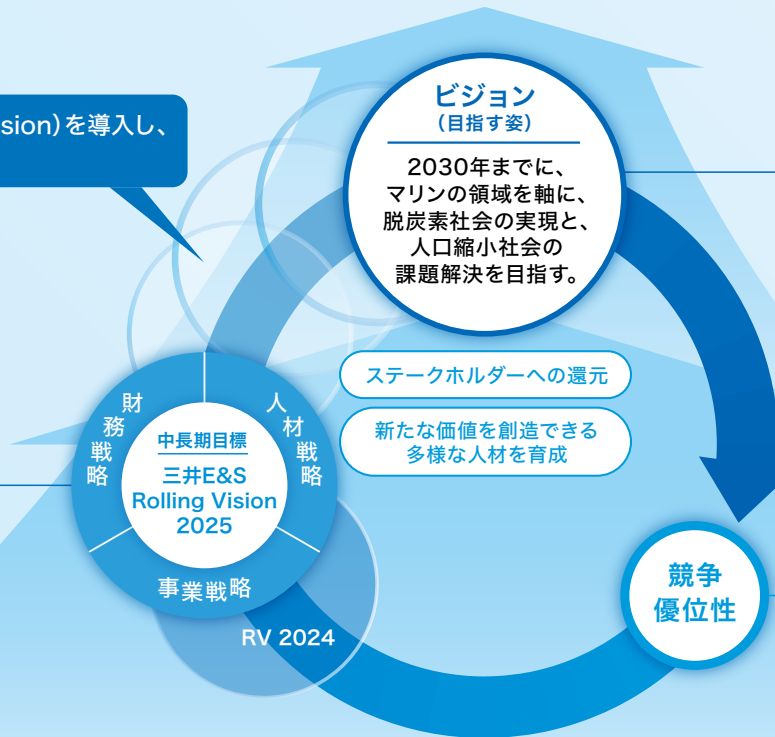 sion）を導入し、
ビジョン
（目指す姿）
2030年までに、
マリンの領域を軸に、
脱炭素社会の実現と、
人口縮小社会の
課題解決を目指す。
ステークホルダーへの還元
新たな価値を創造できる
多様な人材を育成
財務戦略
人材戦略
事業戦略
中長期目標
三井E&S
Rolling Vision
2025
RV 2024
競争
優位性